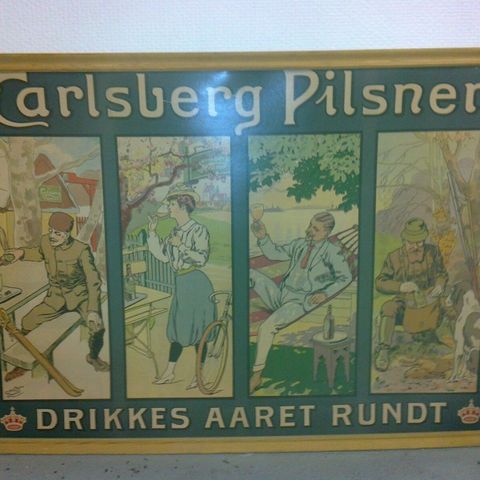 Carlsberg Pilsner
DRIKKES AARET RUNDT